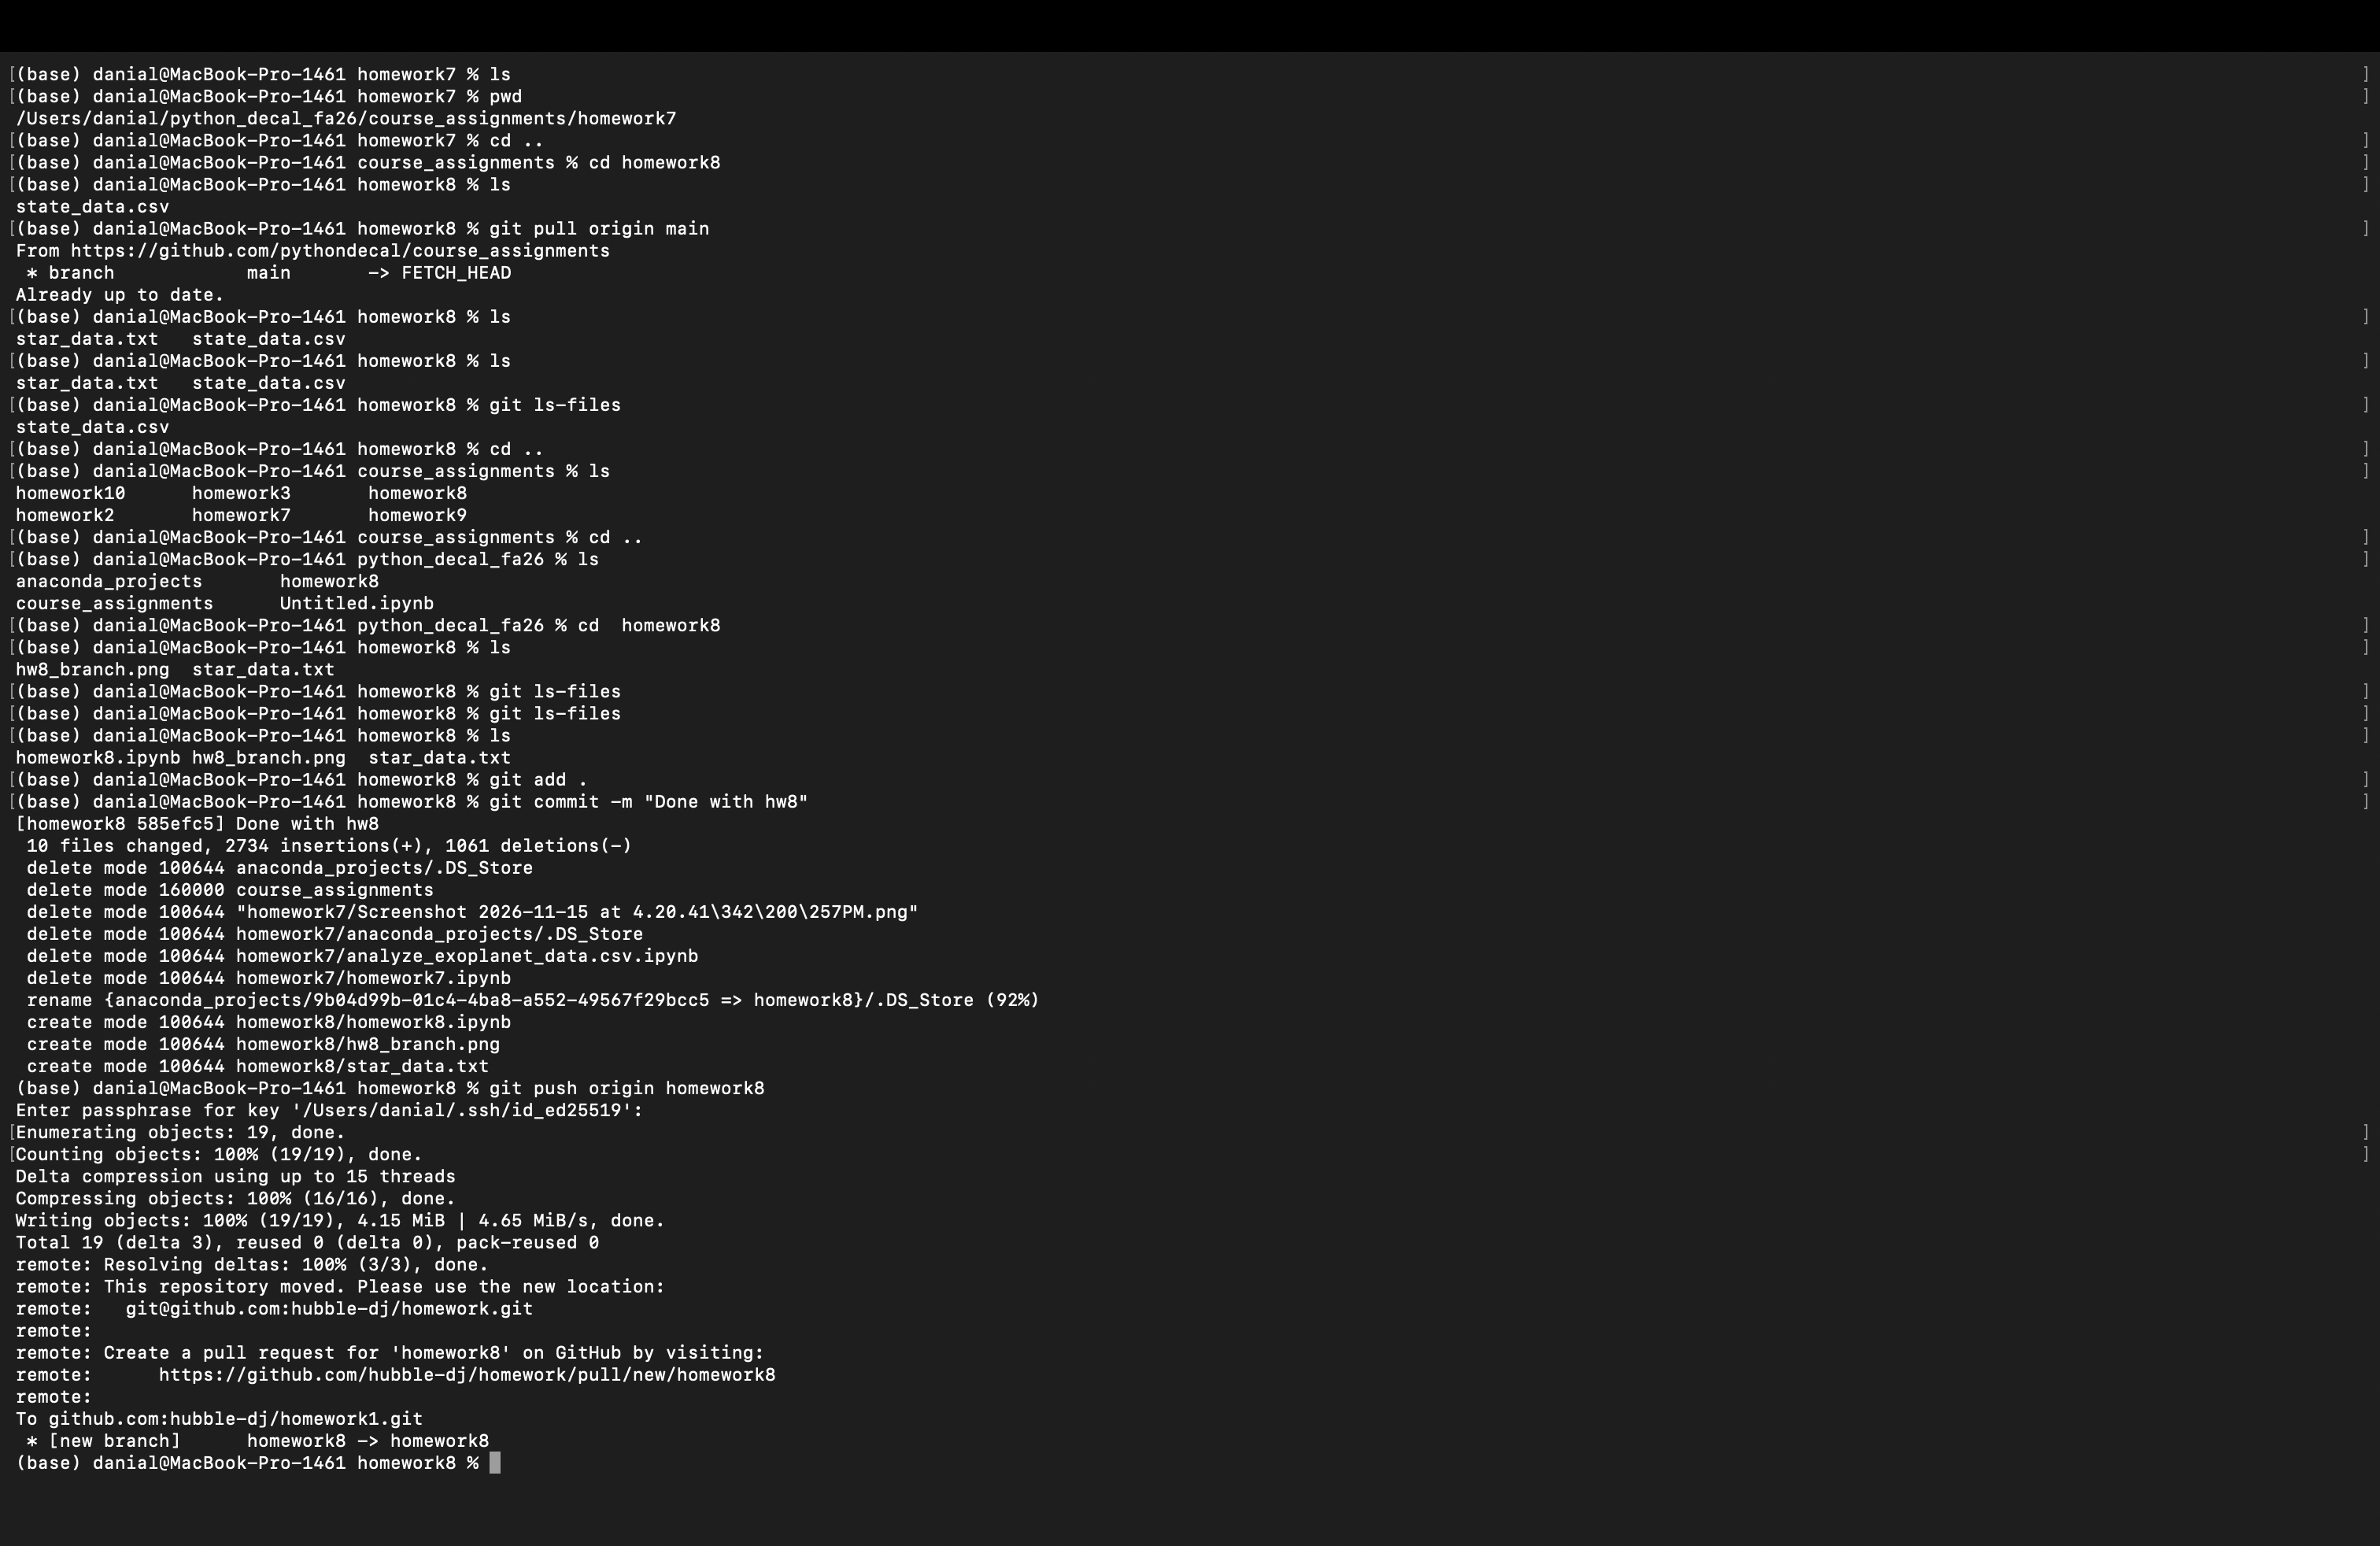 [(base) danial@MacBook-Pro-1461 homework7 % ls ]
[(base) danial@MacBook-Pro-1461 homework7 % pwd ]
/Users/danial/python_decal_fa26/course_assignments/homework7
[(base) danial@MacBook-Pro-1461 homework7 % cd .. ]
[(base) danial@MacBook-Pro-1461 course_assignments % cd homework8 ]
[(base) danial@MacBook-Pro-1461 homework8 % ls ]
state_data.csv
[(base) danial@MacBook-Pro-1461 homework8 % git pull origin main ]
From https://github.com/pythondecal/course_assignments
 * branch            main       -> FETCH_HEAD
Already up to date.
[(base) danial@MacBook-Pro-1461 homework8 % ls ]
star_data.txt   state_data.csv
[(base) danial@MacBook-Pro-1461 homework8 % ls ]
star_data.txt   state_data.csv
[(base) danial@MacBook-Pro-1461 homework8 % git ls-files ]
state_data.csv
[(base) danial@MacBook-Pro-1461 homework8 % cd .. ]
[(base) danial@MacBook-Pro-1461 course_assignments % ls ]
homework10      homework3       homework8
homework2       homework7       homework9
[(base) danial@MacBook-Pro-1461 course_assignments % cd .. ]
[(base) danial@MacBook-Pro-1461 python_decal_fa26 % ls ]
anaconda_projects       homework8
course_assignments      Untitled.ipynb
[(base) danial@MacBook-Pro-1461 python_decal_fa26 % cd  homework8 ]
[(base) danial@MacBook-Pro-1461 homework8 % ls ]
hw8_branch.png  star_data.txt
[(base) danial@MacBook-Pro-1461 homework8 % git ls-files ]
[(base) danial@MacBook-Pro-1461 homework8 % git ls-files ]
[(base) danial@MacBook-Pro-1461 homework8 % ls ]
homework8.ipynb hw8_branch.png  star_data.txt
[(base) danial@MacBook-Pro-1461 homework8 % git add . ]
[(base) danial@MacBook-Pro-1461 homework8 % git commit -m "Done with hw8" ]
[homework8 585efc5] Done with hw8
 10 files changed, 2734 insertions(+), 1061 deletions(-)
 delete mode 100644 anaconda_projects/.DS_Store
 delete mode 160000 course_assignments
 delete mode 100644 "homework7/Screenshot 2026-11-15 at 4.20.41\342\200\257PM.png"
 delete mode 100644 homework7/anaconda_projects/.DS_Store
 delete mode 100644 homework7/analyze_exoplanet_data.csv.ipynb
 delete mode 100644 homework7/homework7.ipynb
 rename {anaconda_projects/9b04d99b-01c4-4ba8-a552-49567f29bcc5 => homework8}/.DS_Store (92%)
 create mode 100644 homework8/homework8.ipynb
 create mode 100644 homework8/hw8_branch.png
 create mode 100644 homework8/star_data.txt
(base) danial@MacBook-Pro-1461 homework8 % git push origin homework8
Enter passphrase for key '/Users/danial/.ssh/id_ed25519':
[Enumerating objects: 19, done. ]
[Counting objects: 100% (19/19), done. ]
Delta compression using up to 15 threads
Compressing objects: 100% (16/16), done.
Writing objects: 100% (19/19), 4.15 MiB | 4.65 MiB/s, done.
Total 19 (delta 3), reused 0 (delta 0), pack-reused 0
remote: Resolving deltas: 100% (3/3), done.
remote: This repository moved. Please use the new location:
remote:   git@github.com:hubble-dj/homework.git
remote:
remote: Create a pull request for 'homework8' on GitHub by visiting:
remote:      https://github.com/hubble-dj/homework/pull/new/homework8
remote:
To github.com:hubble-dj/homework1.git
 * [new branch]      homework8 -> homework8
(base) danial@MacBook-Pro-1461 homework8 %